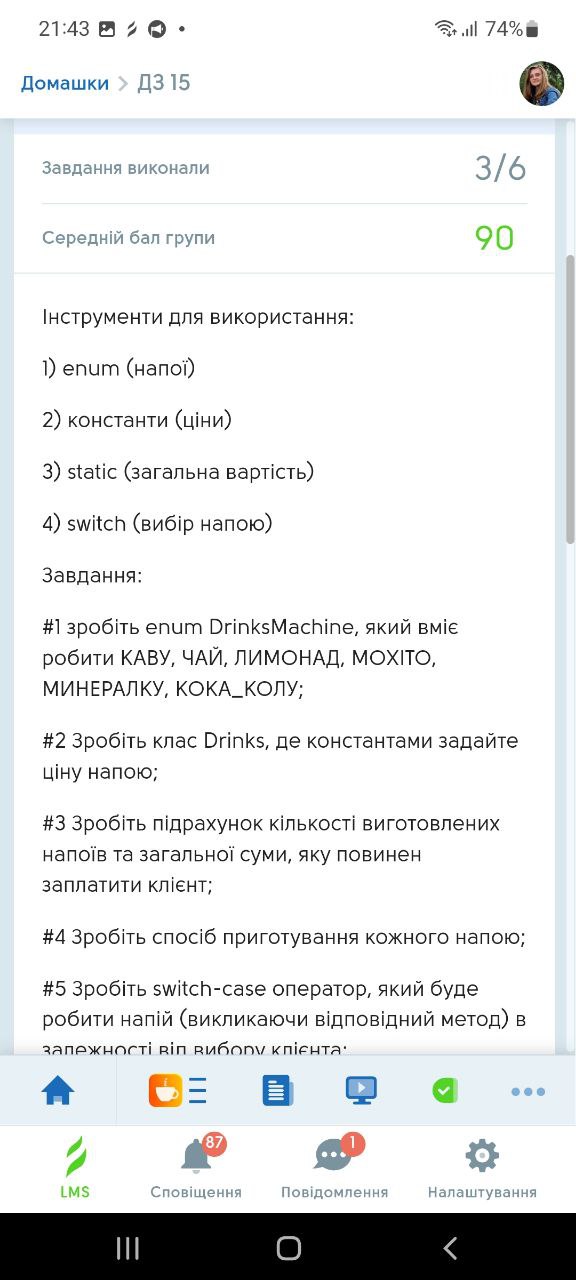 21:43
74%
Домашки > ДЗ 15
Завдання виконали 3/6
Середній бал групи 90
Інструменти для використання:
1) enum (напої)
2) константи (ціни)
3) static (загальна вартість)
4) switch (вибір напою)
Завдання:
#1 зробіть enum DrinksMachine, який вміє
робити КАВУ, ЧАЙ, ЛИМОНАД, МОХІТО,
МИНЕРАЛКУ, КОКА_КОЛУ;
#2 Зробіть клас Drinks, де константами задайте
ціну напою;
#3 Зробіть підрахунок кількості виготовлених
напоїв та загальної суми, яку повинен
заплатити клієнт;
#4 Зробіть спосіб приготування кожного напою;
#5 Зробіть switch-case оператор, який буде
робити напій (викликаючи відповідний метод) в
залежності від вибору клієнта;
87
1
LMS
Сповіщення
Повідомлення
Налаштування